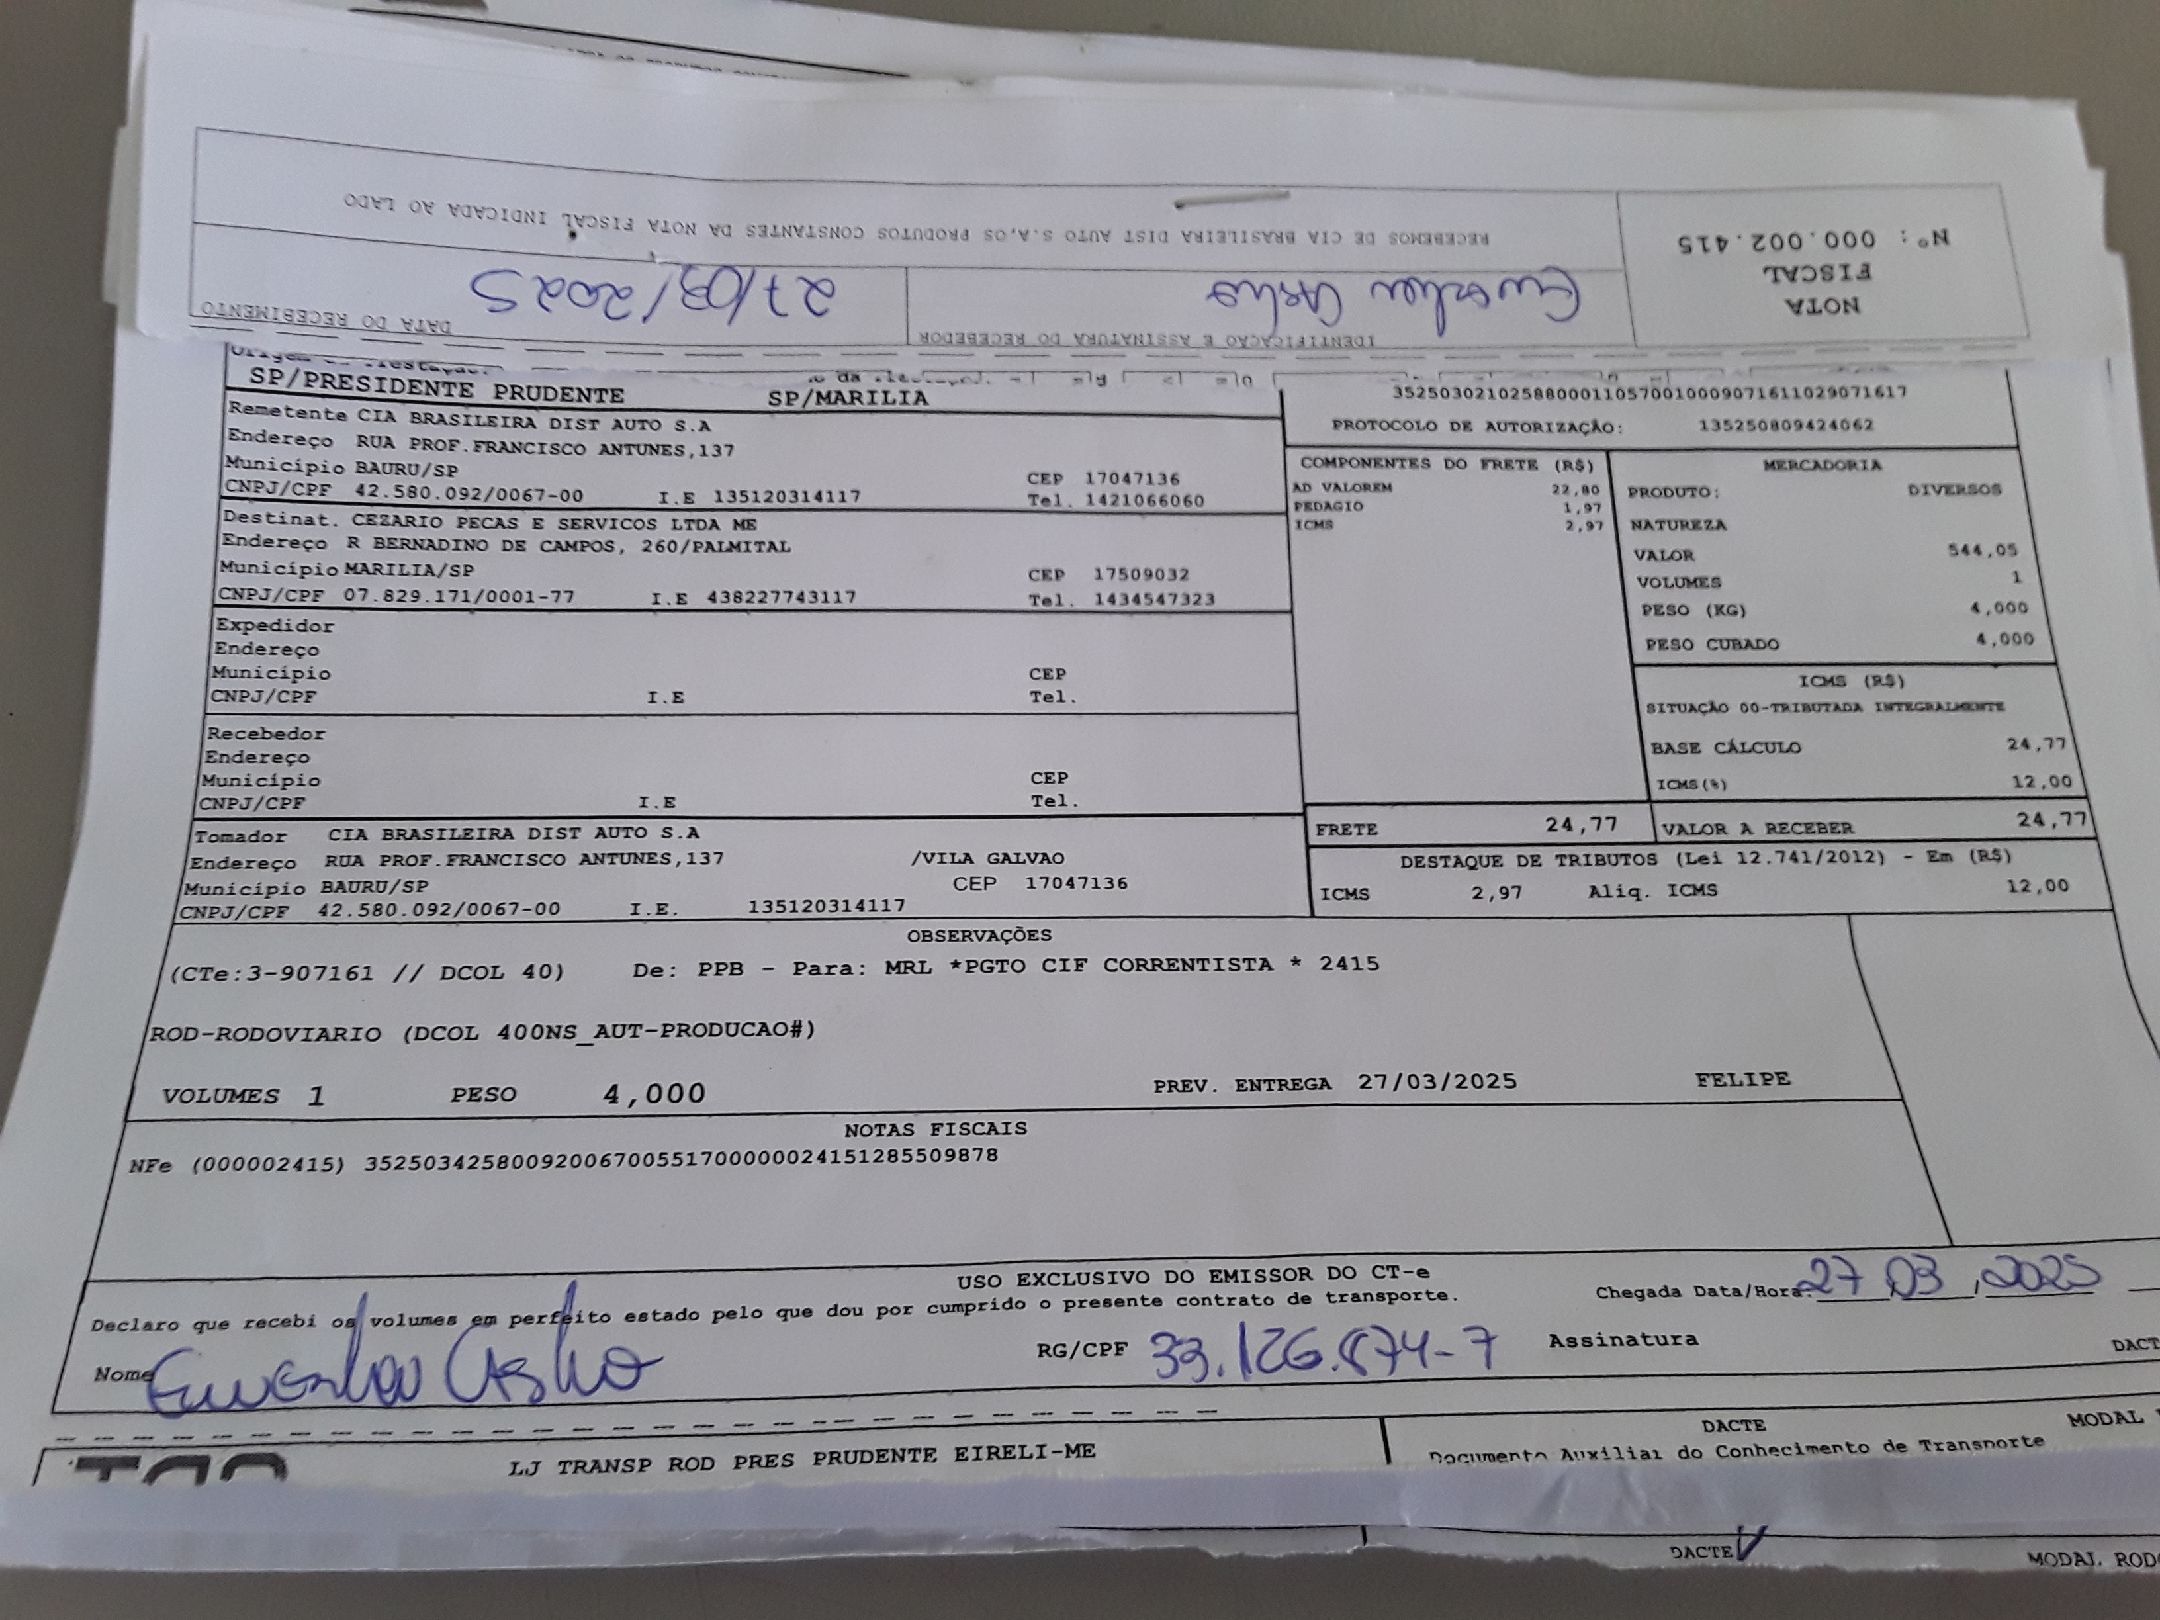 RECEBEMOS DE CIA BRASILEIRA DIST AUTO S.A,OS PRODUTOS CONSTANTES DA NOTA FISCAL INDICADA AO LADO
NOTA
FISCAL
Nº: 000.002.415
DATA DO RECEBIMENTO
27/03/2025
IDENTIFICAÇÃO E ASSINATURA DO RECEBEDOR
SP/PRESIDENTE PRUDENTE SP/MARILIA
35250302102588000110570010009071611029071617
PROTOCOLO DE AUTORIZAÇÃO: 135250809424062
Remetente CIA BRASILEIRA DIST AUTO S.A
Endereço RUA PROF.FRANCISCO ANTUNES,137
Município BAURU/SP CEP 17047136
CNPJ/CPF 42.580.092/0067-00 I.E 135120314117 Tel. 1421066060
Destinat. CEZARIO PECAS E SERVICOS LTDA ME
Endereço R BERNADINO DE CAMPOS, 260/PALMITAL
Município MARILIA/SP CEP 17509032
CNPJ/CPF 07.829.171/0001-77 I.E 438227743117 Tel. 1434547323
Expedidor
Endereço
Município CEP
CNPJ/CPF I.E Tel.
Recebedor
Endereço
Município CEP
CNPJ/CPF I.E Tel.
Tomador CIA BRASILEIRA DIST AUTO S.A
Endereço RUA PROF.FRANCISCO ANTUNES,137 /VILA GALVAO
Município BAURU/SP CEP 17047136
CNPJ/CPF 42.580.092/0067-00 I.E. 135120314117
COMPONENTES DO FRETE (R$)
AD VALOREM 22,80
PEDAGIO 1,97
ICMS 2,97
MERCADORIA
PRODUTO: DIVERSOS
NATUREZA
VALOR 544,05
VOLUMES 1
PESO (KG) 4,000
PESO CUBADO 4,000
ICMS (R$)
SITUAÇÃO 00-TRIBUTADA INTEGRALMENTE
BASE CÁLCULO 24,77
ICMS(%) 12,00
FRETE 24,77 VALOR A RECEBER 24,77
DESTAQUE DE TRIBUTOS (Lei 12.741/2012) - Em (R$)
ICMS 2,97 Aliq. ICMS 12,00
OBSERVAÇÕES
(CTe:3-907161 // DCOL 40) De: PPB - Para: MRL *PGTO CIF CORRENTISTA * 2415
ROD-RODOVIARIO (DCOL 400NS_AUT-PRODUCAO#)
VOLUMES 1 PESO 4,000 PREV. ENTREGA 27/03/2025 FELIPE
NOTAS FISCAIS
NFe (000002415) 35250342580092006700551700000024151285509878
USO EXCLUSIVO DO EMISSOR DO CT-e
Declaro que recebi os volumes em perfeito estado pelo que dou por cumprido o presente contrato de transporte.
Chegada Data/Hora: 27 03 2025
Nome
RG/CPF 39.126.874-7 Assinatura
DACT
LJ TRANSP ROD PRES PRUDENTE EIRELI-ME
DACTE
MODAL
Documento Auxiliar do Conhecimento de Transporte
DACTE
MODAL ROD